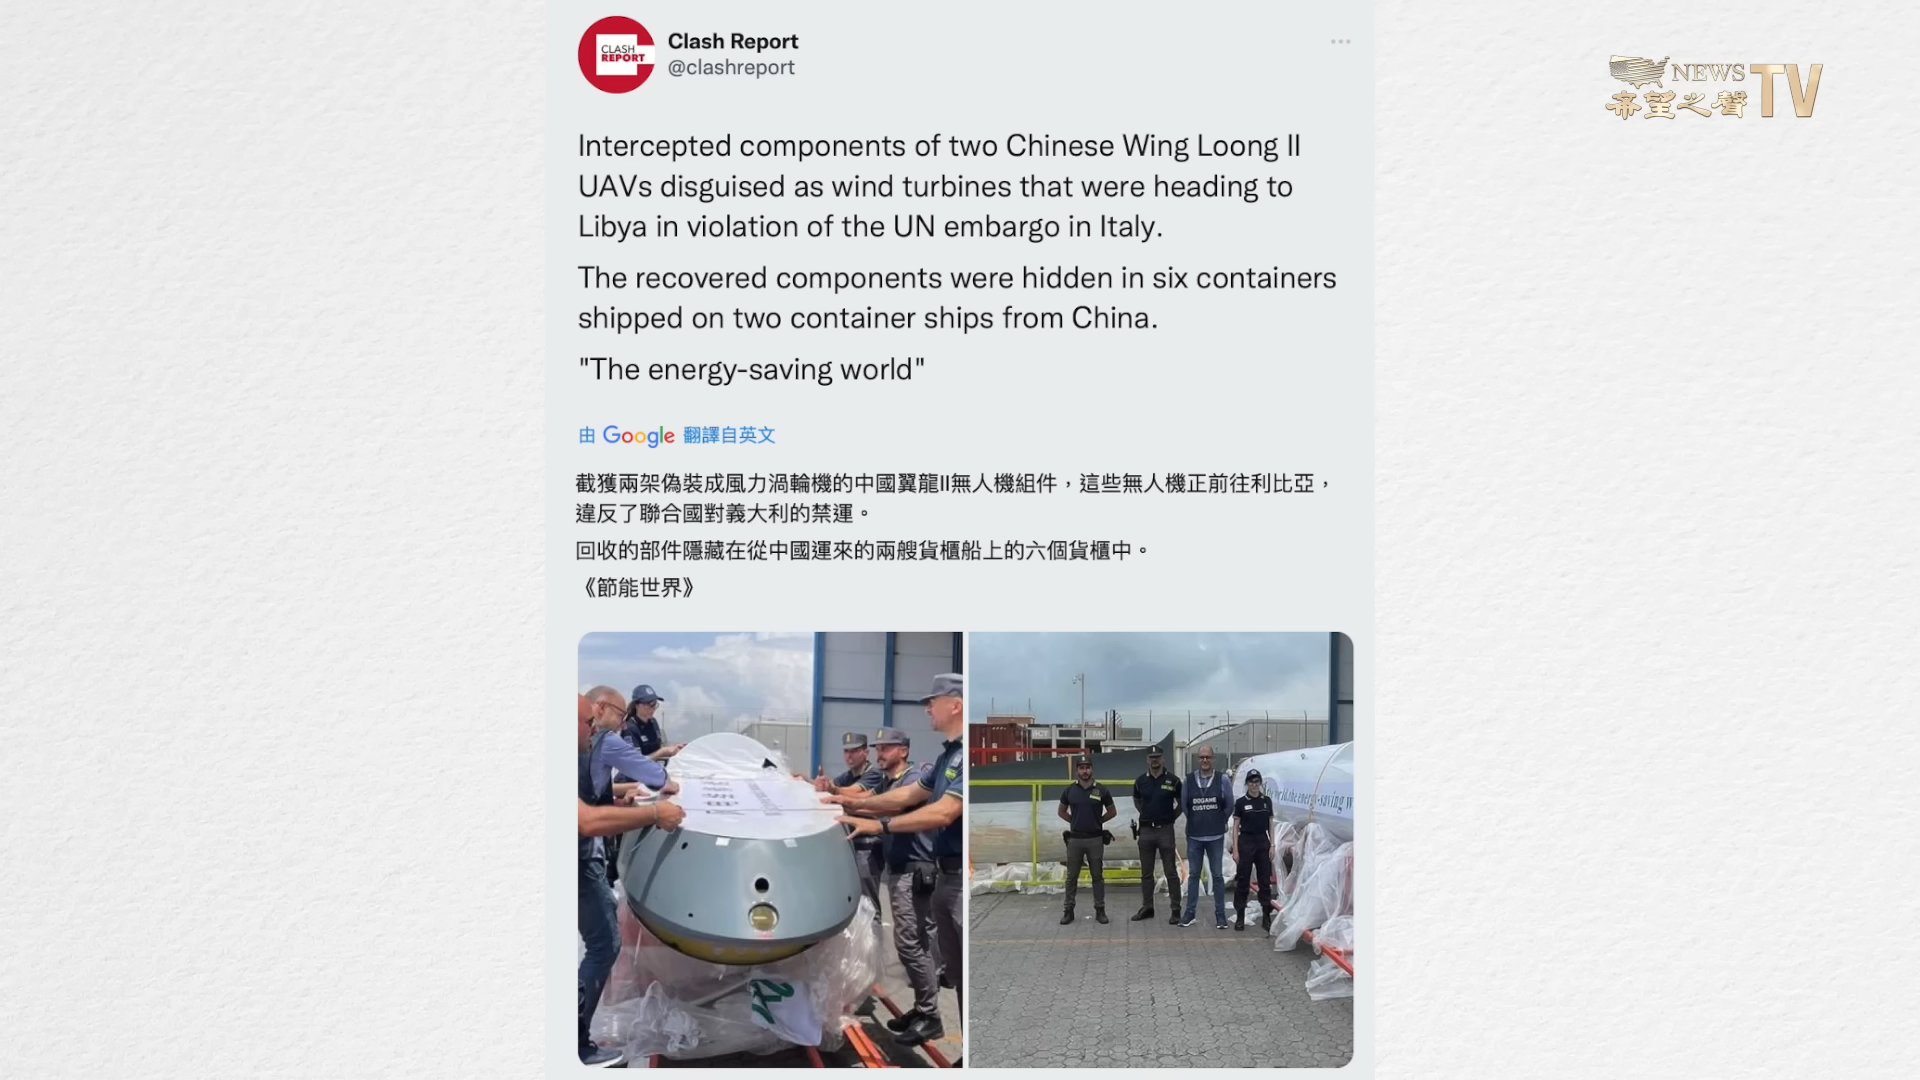 CLASH
REPORT
Clash Report
@clashreport
NEWS
希望之聲TV
Intercepted components of two Chinese Wing Loong II
UAVs disguised as wind turbines that were heading to
Libya in violation of the UN embargo in Italy.
The recovered components were hidden in six containers
shipped on two container ships from China.
"The energy-saving world"
由 Google 翻譯自英文
截獲兩架偽裝成風力渦輪機的中國翼龍II無人機組件，這些無人機正前往利比亞，
違反了聯合國對義大利的禁運。
回收的部件隱藏在從中國運來的兩艘貨櫃船上的六個貨櫃中。
《節能世界》
DOGANE
CUSTOMS
world, the energy-saving w